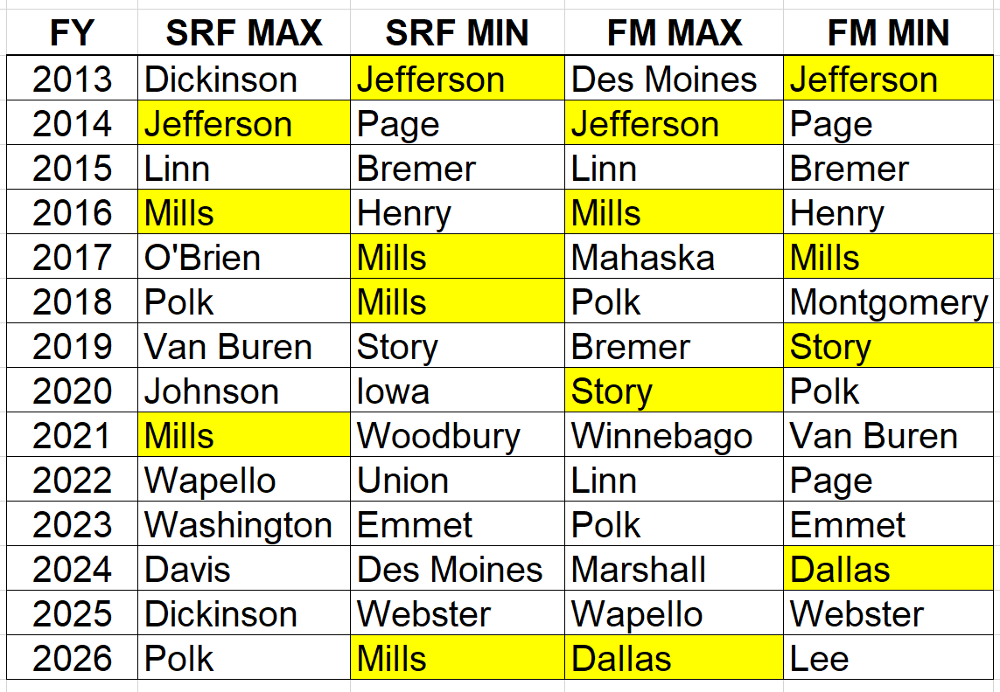 FY SRF MAX SRF MIN FM MAX FM MIN
2013 Dickinson Jefferson Des Moines Jefferson
2014 Jefferson Page Jefferson Page
2015 Linn Bremer Linn Bremer
2016 Mills Henry Mills Henry
2017 O'Brien Mills Mahaska Mills
2018 Polk Mills Polk Montgomery
2019 Van Buren Story Bremer Story
2020 Johnson Iowa Story Polk
2021 Mills Woodbury Winnebago Van Buren
2022 Wapello Union Linn Page
2023 Washington Emmet Polk Emmet
2024 Davis Des Moines Marshall Dallas
2025 Dickinson Webster Wapello Webster
2026 Polk Mills Dallas Lee